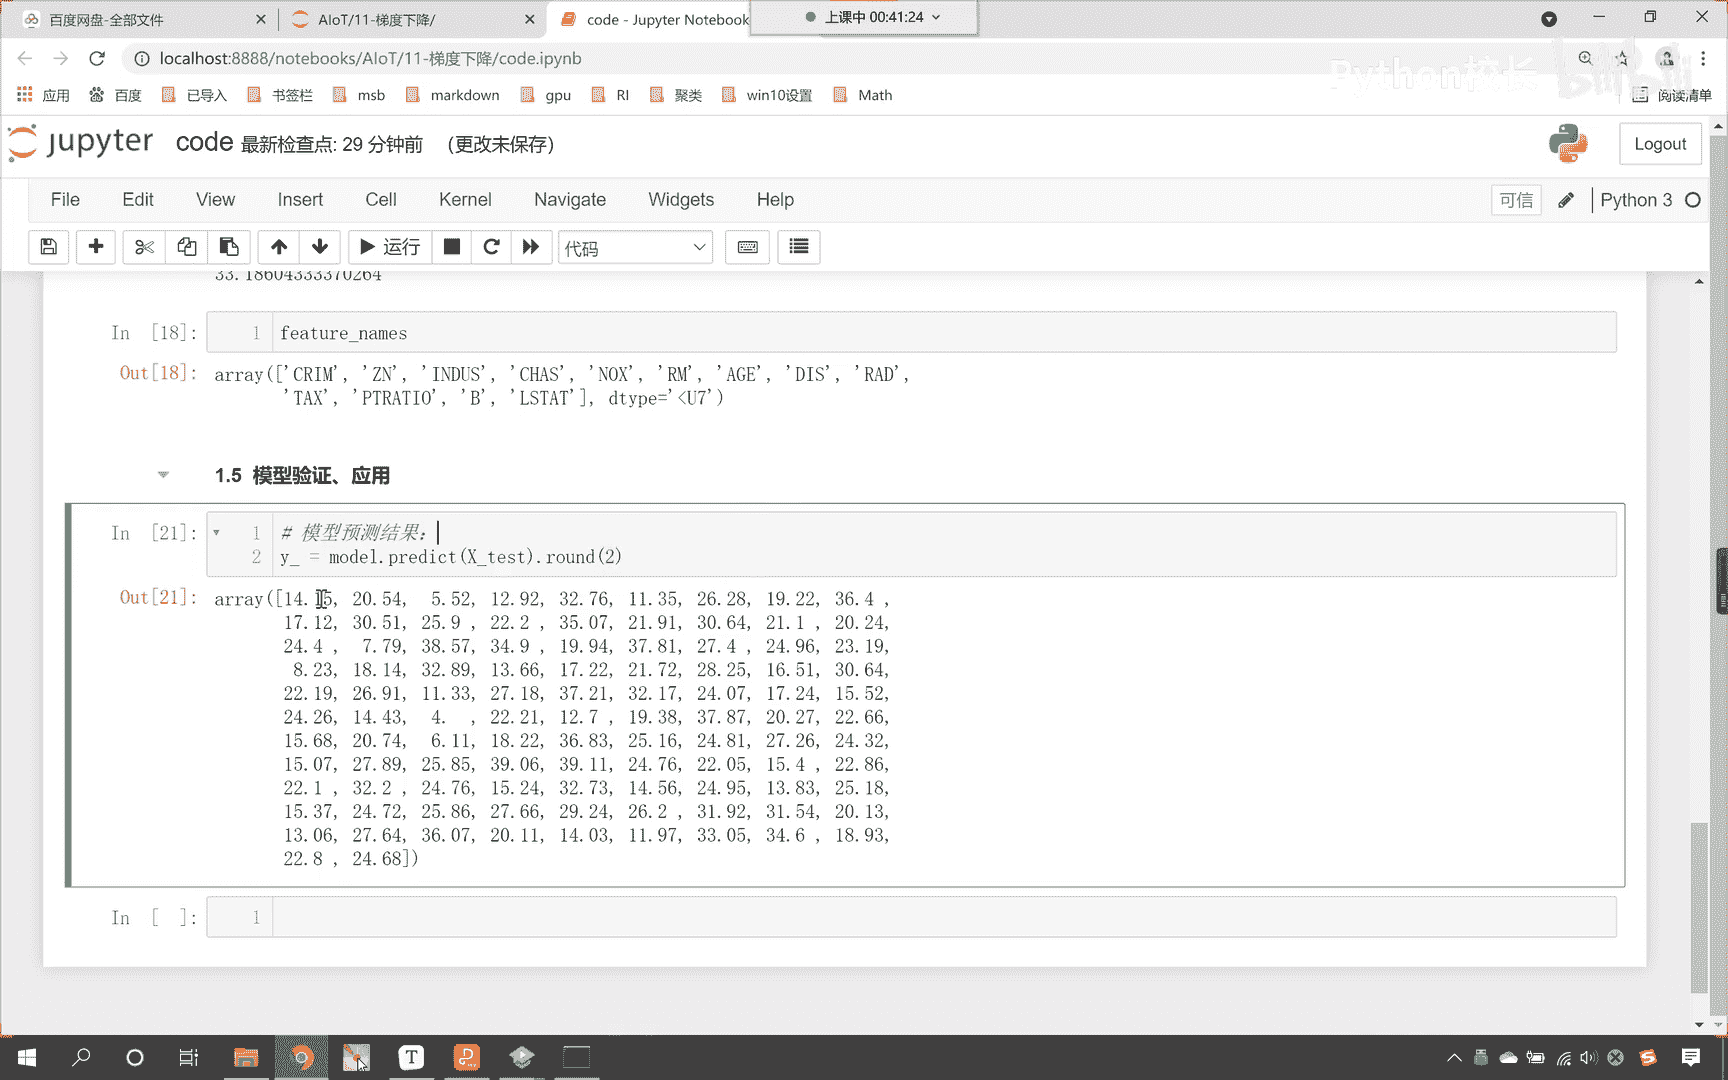 百度网盘-全部文件
AIoT/11-梯度下降/
code - Jupyter Notebook
上课中 00:41:24
localhost:8888/notebooks/AIoT/11-梯度下降/code.ipynb
Python校长
bilibili
应用 百度 已导入 书签栏 msb markdown gpu RI 聚类 win10设置 Math 阅读清单
jupyter code 最新检查点: 29 分钟前 (更改未保存) Logout
File Edit View Insert Cell Kernel Navigate Widgets Help 可信 Python 3
运行 代码
33.18604333370264
In [18]: 1 feature_names
Out[18]: array(['CRIM', 'ZN', 'INDUS', 'CHAS', 'NOX', 'RM', 'AGE', 'DIS', 'RAD',
'TAX', 'PTRATIO', 'B', 'LSTAT'], dtype='<U7')
1.5 模型验证、应用
In [21]: 1 # 模型预测结果：
2 y_ = model.predict(X_test).round(2)
Out[21]: array([14.15, 20.54, 5.52, 12.92, 32.76, 11.35, 26.28, 19.22, 36.4 ,
17.12, 30.51, 25.9 , 22.2 , 35.07, 21.91, 30.64, 21.1 , 20.24,
24.4 , 7.79, 38.57, 34.9 , 19.94, 37.81, 27.4 , 24.96, 23.19,
8.23, 18.14, 32.89, 13.66, 17.22, 21.72, 28.25, 16.51, 30.64,
22.19, 26.91, 11.33, 27.18, 37.21, 32.17, 24.07, 17.24, 15.52,
24.26, 14.43, 4. , 22.21, 12.7 , 19.38, 37.87, 20.27, 22.66,
15.68, 20.74, 6.11, 18.22, 36.83, 25.16, 24.81, 27.26, 24.32,
15.07, 27.89, 25.85, 39.06, 39.11, 24.76, 22.05, 15.4 , 22.86,
22.1 , 32.2 , 24.76, 15.24, 32.73, 14.56, 24.95, 13.83, 25.18,
15.37, 24.72, 25.86, 27.66, 29.24, 26.2 , 31.92, 31.54, 20.13,
13.06, 27.64, 36.07, 20.11, 14.03, 11.97, 33.05, 34.6 , 18.93,
22.8 , 24.68])
In [ ]: 1